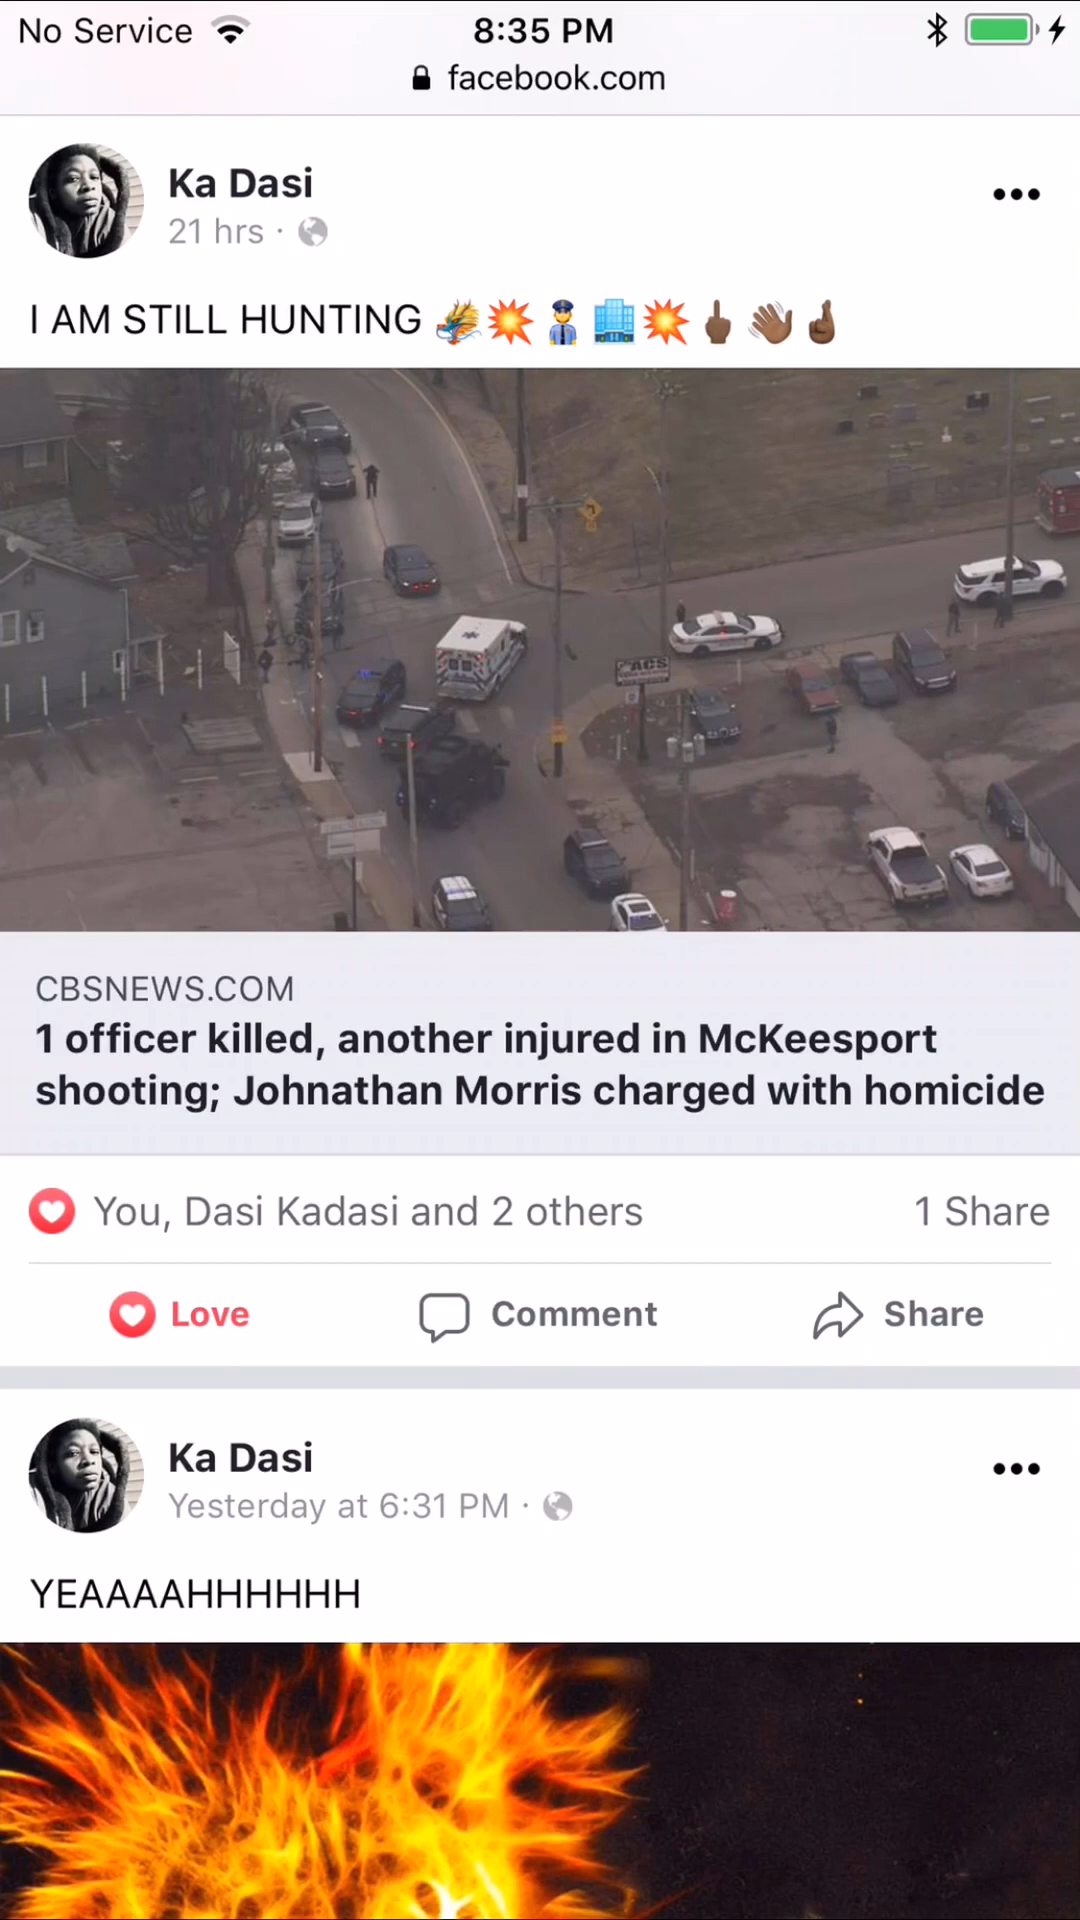 No Service 8:35 PM
facebook.com
Ka Dasi
21 hrs ·
I AM STILL HUNTING 🐉💥👮🏢💥🖕🏾👋🏾🤞🏾
ACS
CBSNEWS.COM
1 officer killed, another injured in McKeesport
shooting; Johnathan Morris charged with homicide
You, Dasi Kadasi and 2 others 1 Share
Love Comment Share
Ka Dasi
Yesterday at 6:31 PM ·
YEAAAAHHHHHH